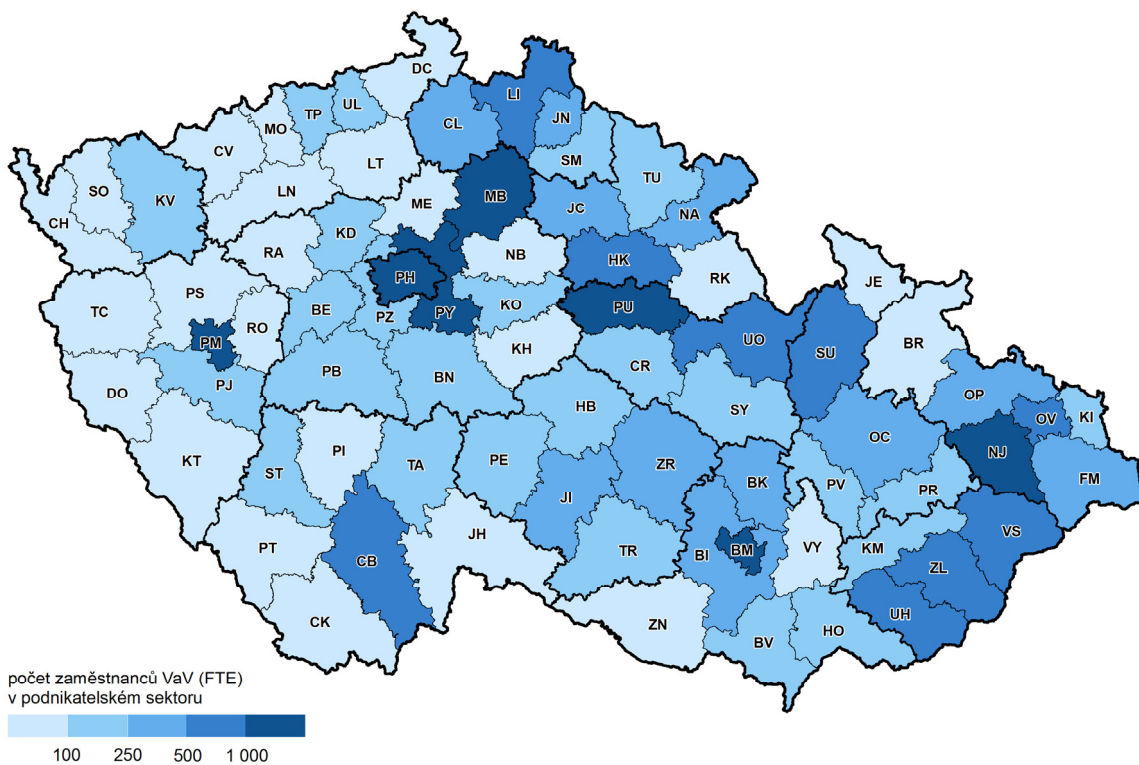 DC
LI
UL
TP
JN
CL
MO
CV
LT
SM
TU
SO
LN
MB
KV
ME
JC
NA
CH
KD
RA
NB
HK
RK
PH
JE
PS
TC
KO
PU
BE
PZ
PY
RO
PM
UO
SU
BR
KH
CR
PJ
PB
BN
DO
OP
SY
HB
OV
KI
OC
NJ
PI
KT
ST
TA
PE
ZR
FM
BK
PV
PR
JI
VS
JH
PT
TR
BI
BM
VY
KM
CB
ZL
UH
CK
ZN
HO
BV
počet zaměstnanců VaV (FTE)
v podnikatelském sektoru
100 250 500 1 000